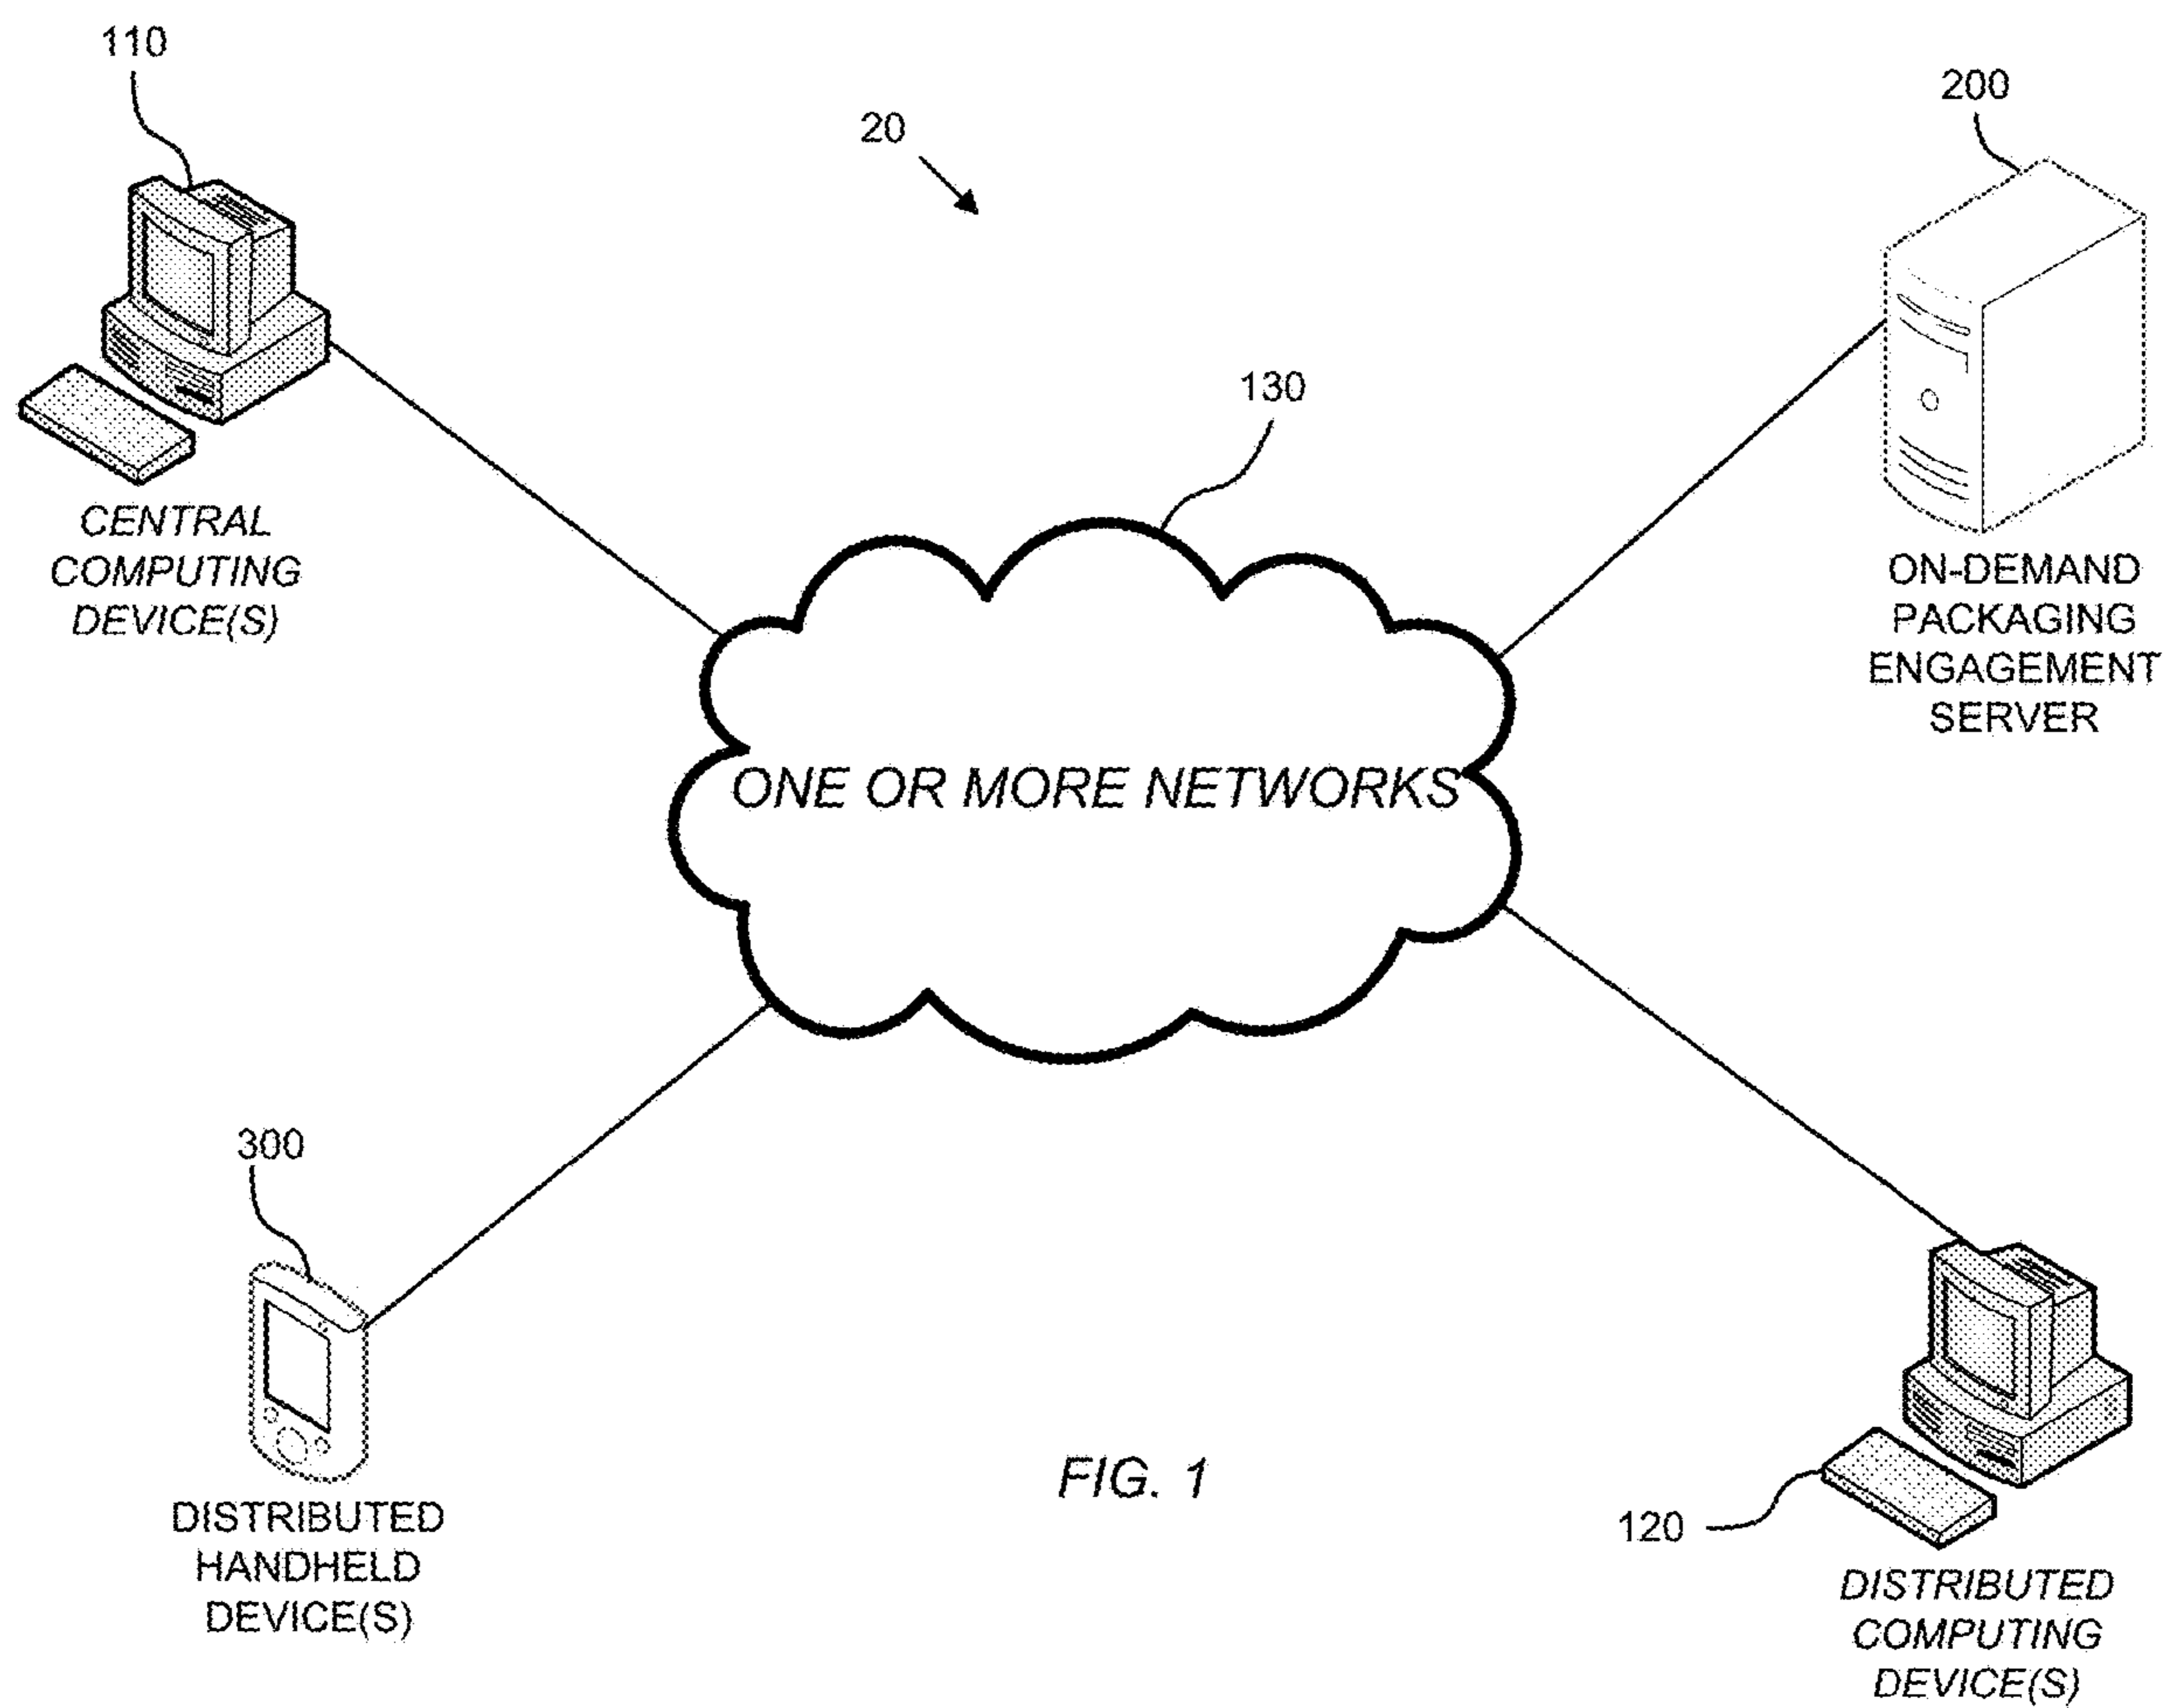 110
20
200
130
CENTRAL
COMPUTING
DEVICE(S)
ON-DEMAND
PACKAGING
ENGAGEMENT
SERVER
ONE OR MORE NETWORKS
300
DISTRIBUTED
HANDHELD
DEVICE(S)
FIG. 1
120
DISTRIBUTED
COMPUTING
DEVICE(S)